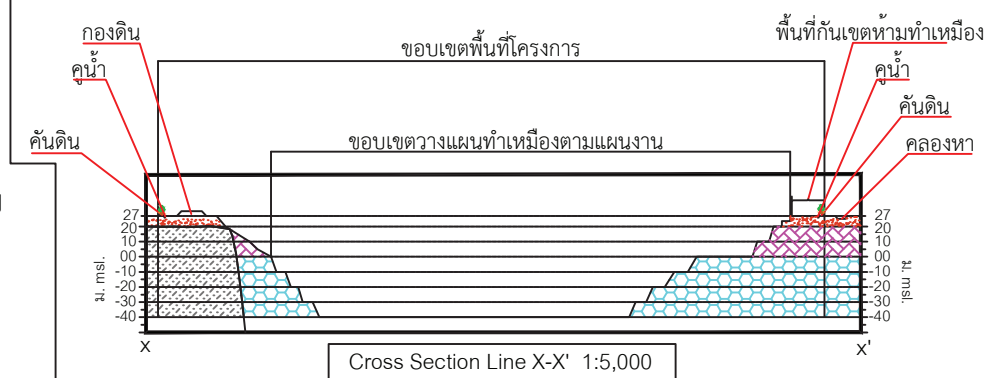 กองดิน
ขอบเขตพื้นที่โครงการ
พื้นที่กันเขตห้ามทำเหมือง
คูน้ำ
คูน้ำ
คันดิน
คันดิน
ขอบเขตวางแผนทำเหมืองตามแผนงาน
คลองหา
27
27
20
20
10
10
00
00
-10
-10
-20
-20
-30
-30
-40
-40
ม. msl.
ม. msl.
X
X'
Cross Section Line X-X' 1:5,000